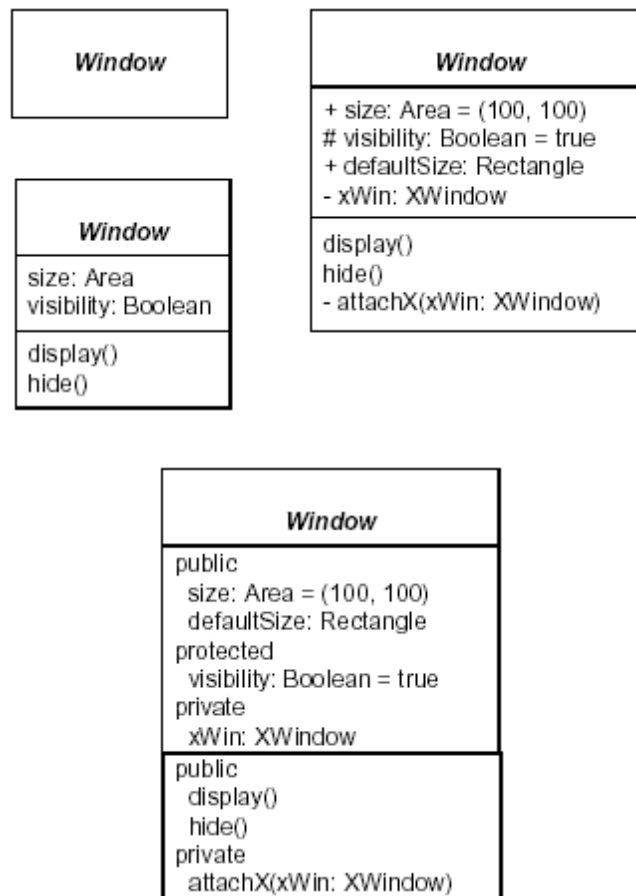 Window
Window
size: Area
visibility: Boolean
display()
hide()
Window
+ size: Area = (100, 100)
# visibility: Boolean = true
+ defaultSize: Rectangle
- xWin: XWindow
display()
hide()
- attachX(xWin: XWindow)
Window
public
size: Area = (100, 100)
defaultSize: Rectangle
protected
visibility: Boolean = true
private
xWin: XWindow
public
display()
hide()
private
attachX(xWin: XWindow)